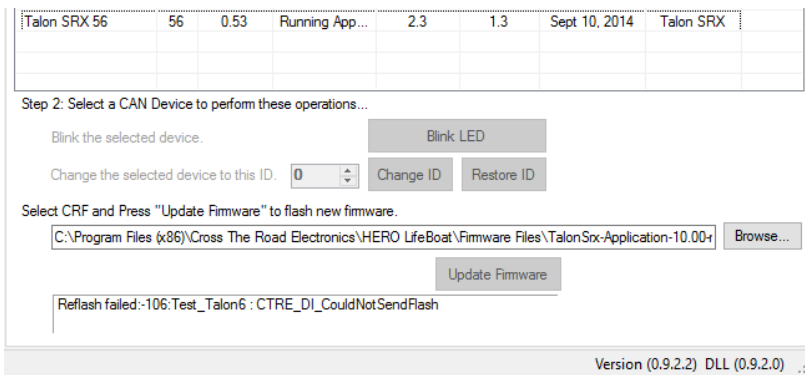 Talon SRX 56 56 0.53 Running App... 2.3 1.3 Sept 10, 2014 Talon SRX
Step 2: Select a CAN Device to perform these operations...
Blink the selected device. Blink LED
Change the selected device to this ID. 0 Change ID Restore ID
Select CRF and Press "Update Firmware" to flash new firmware.
C:\Program Files (x86)\Cross The Road Electronics\HERO LifeBoat\Firmware Files\TalonSrx-Application-10.00-r Browse...
Update Firmware
Reflash failed:-106:Test_Talon6 : CTRE_DI_CouldNotSendFlash
Version (0.9.2.2) DLL (0.9.2.0)